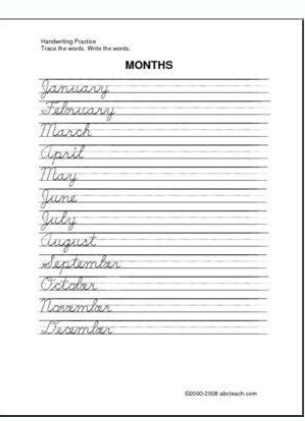 Handwriting Practice
Trace the words. Write the words.
MONTHS
January
February
March
April
May
June
July
August
September
October
November
December
©2000-2008 abcteach.com